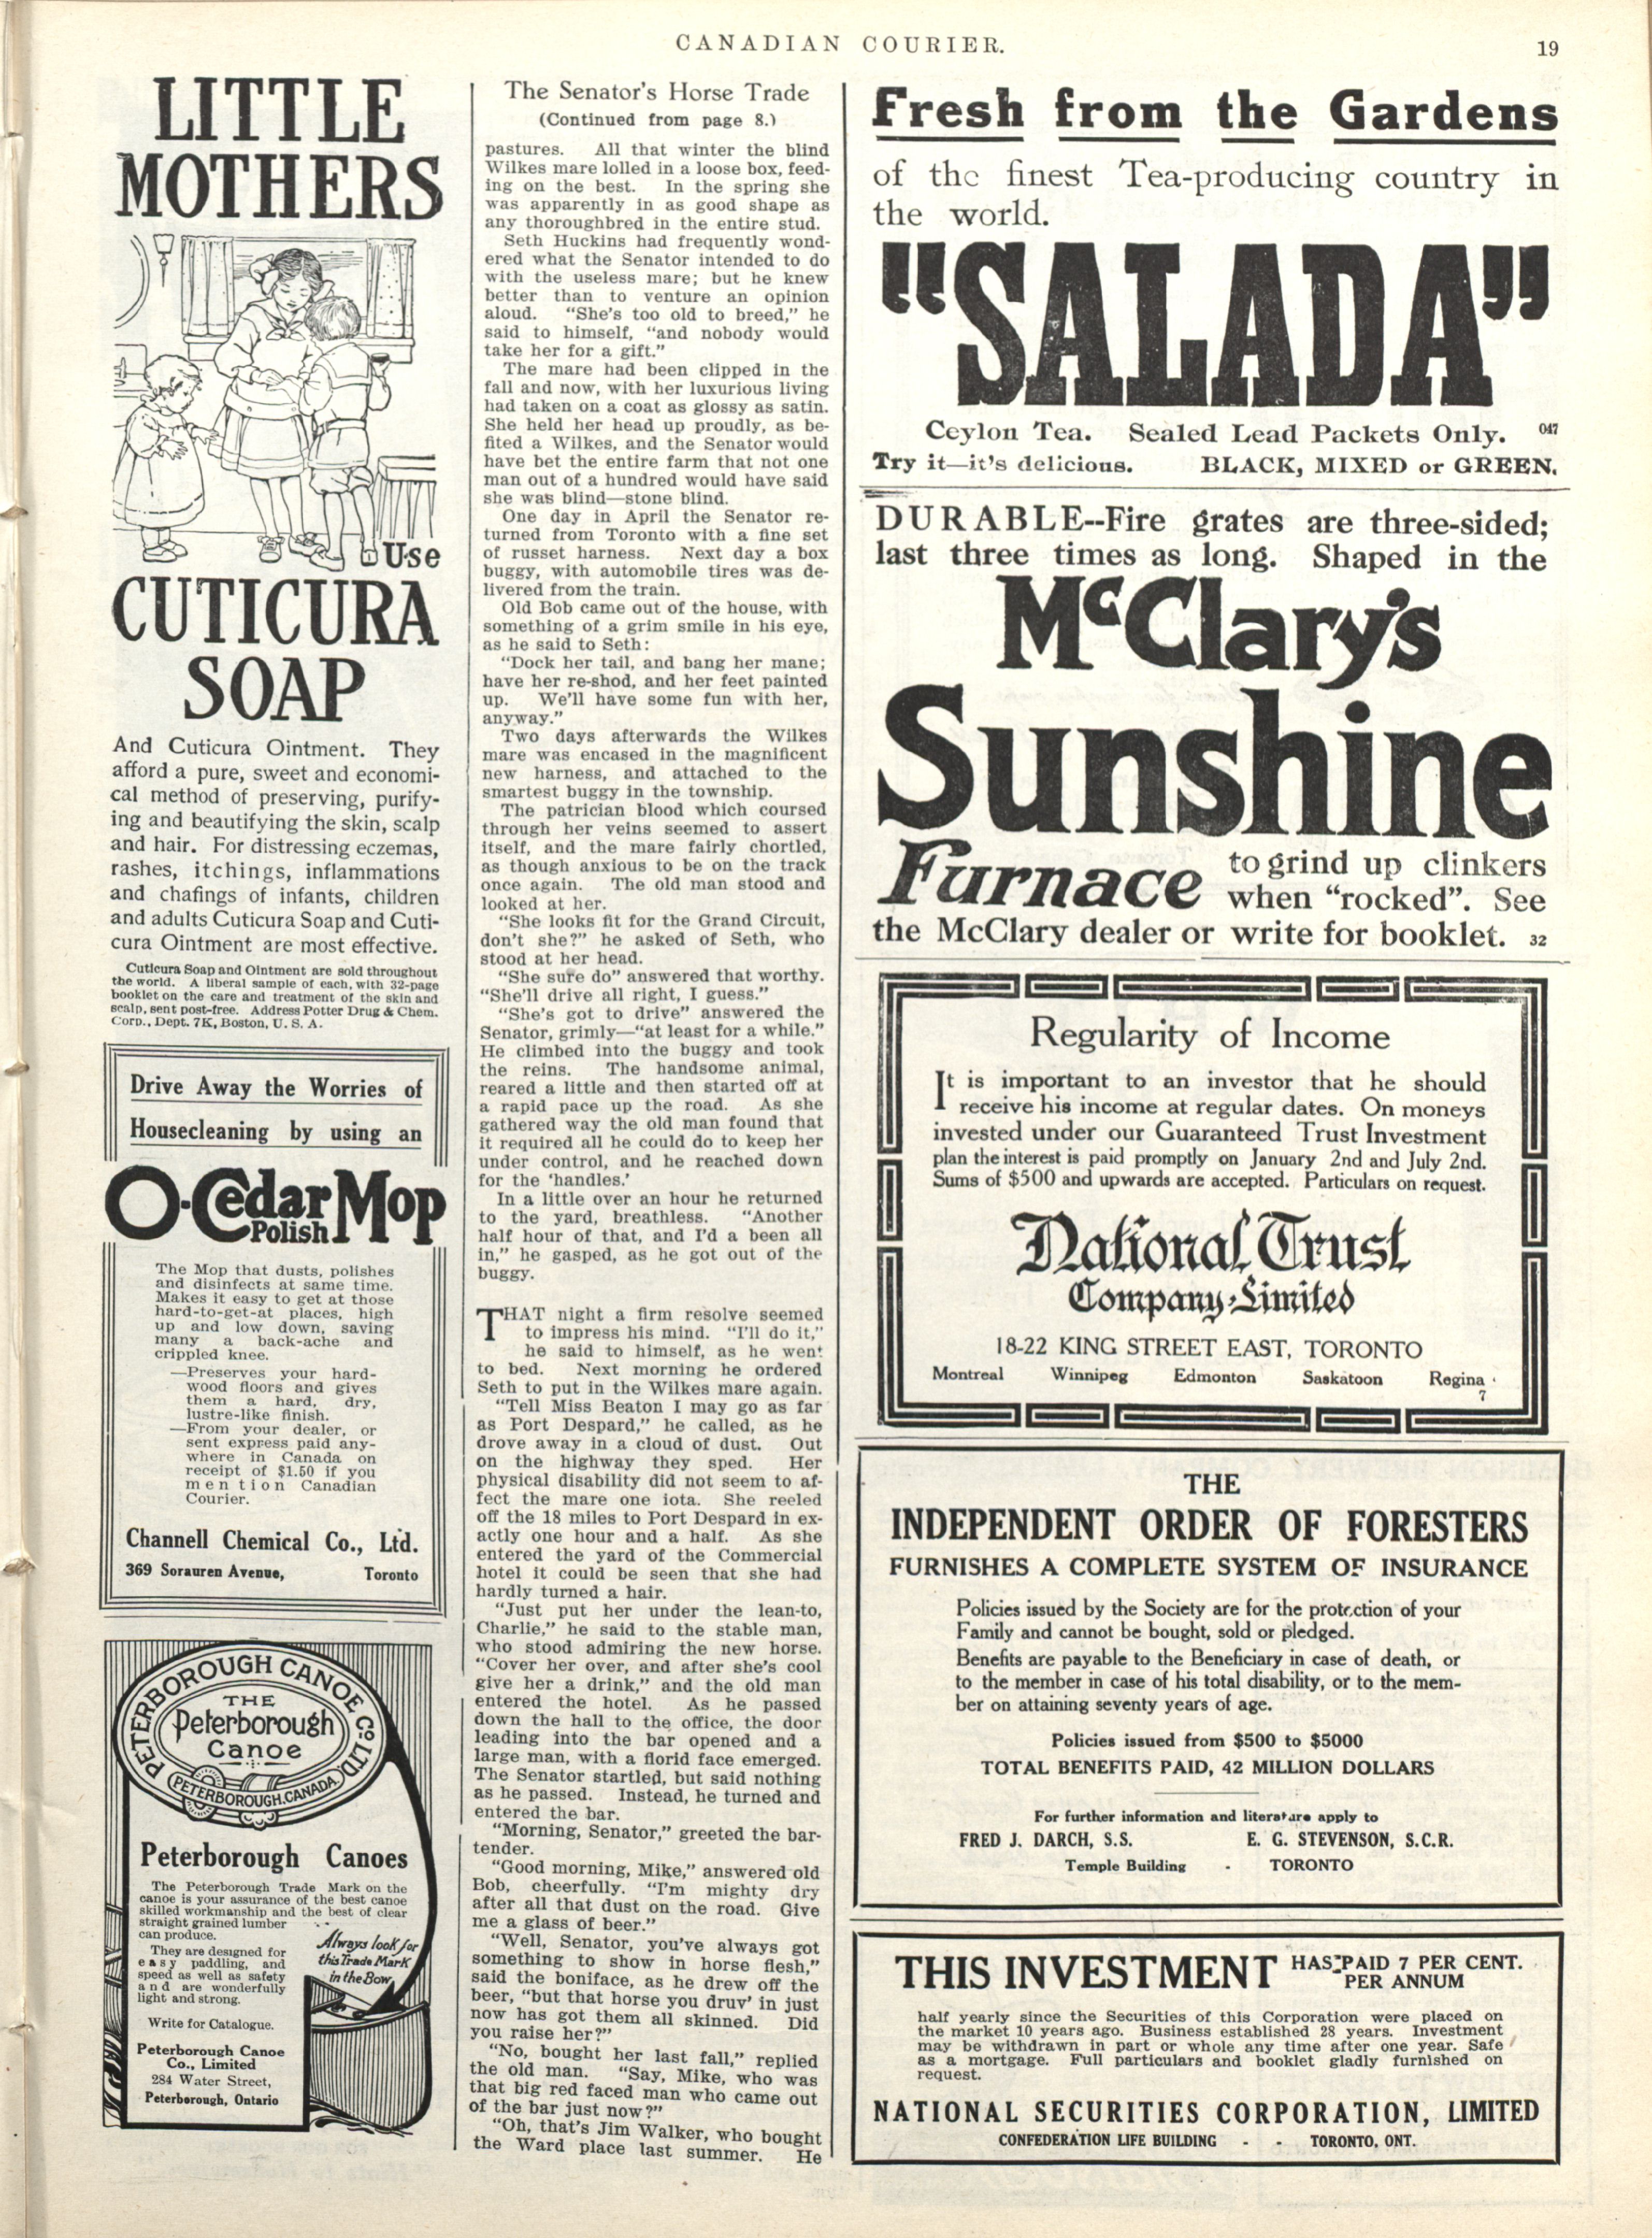 CANADIAN COURIER.
19
LITTLE
MOTHERS
Use
CUTICURA
SOAP
And Cuticura Ointment. They
afford a pure, sweet and economi-
cal method of preserving, purify-
ing and beautifying the skin, scalp
and hair. For distressing eczemas,
rashes, itchings, inflammations
and chafings of infants, children
and adults Cuticura Soap and Cuti-
cura Ointment are most effective.
Cuticura Soap and Ointment are sold throughout
the world. A liberal sample of each, with 32-page
booklet on the care and treatment of the skin and
scalp, sent post-free. Address Potter Drug & Chem.
Corp., Dept. 7K, Boston, U. S. A.
Drive Away the Worries of
Housecleaning by using an
O-Cedar Mop
Polish
The Mop that dusts, polishes
and disinfects at same time.
Makes it easy to get at those
hard-to-get-at places, high
up and low down, saving
many a back-ache and
crippled knee.
—Preserves your hard-
wood floors and gives
them a hard, dry,
lustre-like finish.
—From your dealer, or
sent express paid any-
where in Canada on
receipt of $1.50 if you
mention Canadian
Courier.
Channell Chemical Co., Ltd.
369 Sorauren Avenue, Toronto
PETERBOROUGH CANOE CO. LTD.
THE
Peterborough
Canoe
PETERBOROUGH.CANADA.
Peterborough Canoes
The Peterborough Trade Mark on the
canoe is your assurance of the best canoe
skilled workmanship and the best of clear
straight grained lumber
can produce.
They are designed for
easy paddling, and
speed as well as safety
and are wonderfully
light and strong.
Always look for
this Trade Mark
in the Bow
Write for Catalogue.
Peterborough Canoe
Co., Limited
284 Water Street,
Peterborough, Ontario
The Senator's Horse Trade
(Continued from page 8.)
pastures. All that winter the blind
Wilkes mare lolled in a loose box, feed-
ing on the best. In the spring she
was apparently in as good shape as
any thoroughbred in the entire stud.
Seth Huckins had frequently wond-
ered what the Senator intended to do
with the useless mare; but he knew
better than to venture an opinion
aloud. "She's too old to breed," he
said to himself, "and nobody would
take her for a gift."
The mare had been clipped in the
fall and now, with her luxurious living
had taken on a coat as glossy as satin.
She held her head up proudly, as be-
fited a Wilkes, and the Senator would
have bet the entire farm that not one
man out of a hundred would have said
she was blind—stone blind.
One day in April the Senator re-
turned from Toronto with a fine set
of russet harness. Next day a box
buggy, with automobile tires was de-
livered from the train.
Old Bob came out of the house, with
something of a grim smile in his eye,
as he said to Seth:
"Dock her tail, and bang her mane;
have her re-shod, and her feet painted
up. We'll have some fun with her,
anyway."
Two days afterwards the Wilkes
mare was encased in the magnificent
new harness, and attached to the
smartest buggy in the township.
The patrician blood which coursed
through her veins seemed to assert
itself, and the mare fairly chortled,
as though anxious to be on the track
once again. The old man stood and
looked at her.
"She looks fit for the Grand Circuit,
don't she?" he asked of Seth, who
stood at her head.
"She sure do" answered that worthy.
"She'll drive all right, I guess."
"She's got to drive" answered the
Senator, grimly—"at least for a while."
He climbed into the buggy and took
the reins. The handsome animal,
reared a little and then started off at
a rapid pace up the road. As she
gathered way the old man found that
it required all he could do to keep her
under control, and he reached down
for the 'handles.'
In a little over an hour he returned
to the yard, breathless. "Another
half hour of that, and I'd a been all
in," he gasped, as he got out of the
buggy.
THAT night a firm resolve seemed
to impress his mind. "I'll do it,"
he said to himself, as he went
to bed. Next morning he ordered
Seth to put in the Wilkes mare again.
"Tell Miss Beaton I may go as far
as Port Despard," he called, as he
drove away in a cloud of dust. Out
on the highway they sped. Her
physical disability did not seem to af-
fect the mare one iota. She reeled
off the 18 miles to Port Despard in ex-
actly one hour and a half. As she
entered the yard of the Commercial
hotel it could be seen that she had
hardly turned a hair.
"Just put her under the lean-to,
Charlie," he said to the stable man,
who stood admiring the new horse.
"Cover her over, and after she's cool
give her a drink," and the old man
entered the hotel. As he passed
down the hall to the office, the door
leading into the bar opened and a
large man, with a florid face emerged.
The Senator startled, but said nothing
as he passed. Instead, he turned and
entered the bar.
"Morning, Senator," greeted the bar-
tender.
"Good morning, Mike," answered old
Bob, cheerfully. "I'm mighty dry
after all that dust on the road. Give
me a glass of beer."
"Well, Senator, you've always got
something to show in horse flesh,"
said the boniface, as he drew off the
beer, "but that horse you druv' in just
now has got them all skinned. Did
you raise her?"
"No, bought her last fall," replied
the old man. "Say, Mike, who was
that big red faced man who came out
of the bar just now?"
"Oh, that's Jim Walker, who bought
the Ward place last summer. He
Fresh from the Gardens
of the finest Tea-producing country in
the world.
"SALADA"
Ceylon Tea. Sealed Lead Packets Only. 047
Try it—it's delicious. BLACK, MIXED or GREEN.
DURABLE--Fire grates are three-sided;
last three times as long. Shaped in the
McClary's
Sunshine
Furnace to grind up clinkers
when "rocked". See
the McClary dealer or write for booklet. 32
Regularity of Income
It is important to an investor that he should
receive his income at regular dates. On moneys
invested under our Guaranteed Trust Investment
plan the interest is paid promptly on January 2nd and July 2nd.
Sums of $500 and upwards are accepted. Particulars on request.
National Trust
Company-Limited
18-22 KING STREET EAST, TORONTO
Montreal Winnipeg Edmonton Saskatoon Regina
7
THE
INDEPENDENT ORDER OF FORESTERS
FURNISHES A COMPLETE SYSTEM OF INSURANCE
Policies issued by the Society are for the protection of your
Family and cannot be bought, sold or pledged.
Benefits are payable to the Beneficiary in case of death, or
to the member in case of his total disability, or to the mem-
ber on attaining seventy years of age.
Policies issued from $500 to $5000
TOTAL BENEFITS PAID, 42 MILLION DOLLARS
For further information and literature apply to
FRED J. DARCH, S.S. E. G. STEVENSON, S.C.R.
Temple Building - TORONTO
THIS INVESTMENT HAS PAID 7 PER CENT.
PER ANNUM
half yearly since the Securities of this Corporation were placed on
the market 10 years ago. Business established 28 years. Investment
may be withdrawn in part or whole any time after one year. Safe
as a mortgage. Full particulars and booklet gladly furnished on
request.
NATIONAL SECURITIES CORPORATION, LIMITED
CONFEDERATION LIFE BUILDING - - TORONTO, ONT.